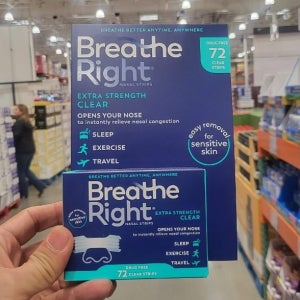 BREATHE BETTER ANYTIME, ANYWHERE
Breathe
Right
NASAL STRIPS
DRUG FREE
72
CLEAR
STRIPS
EXTRA STRENGTH
CLEAR
OPENS YOUR NOSE
to instantly relieve nasal congestion
SLEEP
EXERCISE
TRAVEL
easy removal
for
sensitive
skin
BREATHE BETTER ANYTIME, ANYWHERE
Breathe
Right
NASAL STRIPS
EXTRA STRENGTH
CLEAR
OPENS YOUR NOSE
to instantly relieve nasal congestion
SLEEP
EXERCISE
TRAVEL
DRUG FREE
72 CLEAR STRIPS